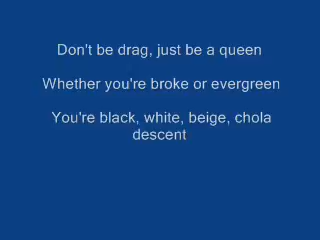 Don't be drag, just be a queen
Whether you're broke or evergreen
You're black, white, beige, chola
descent